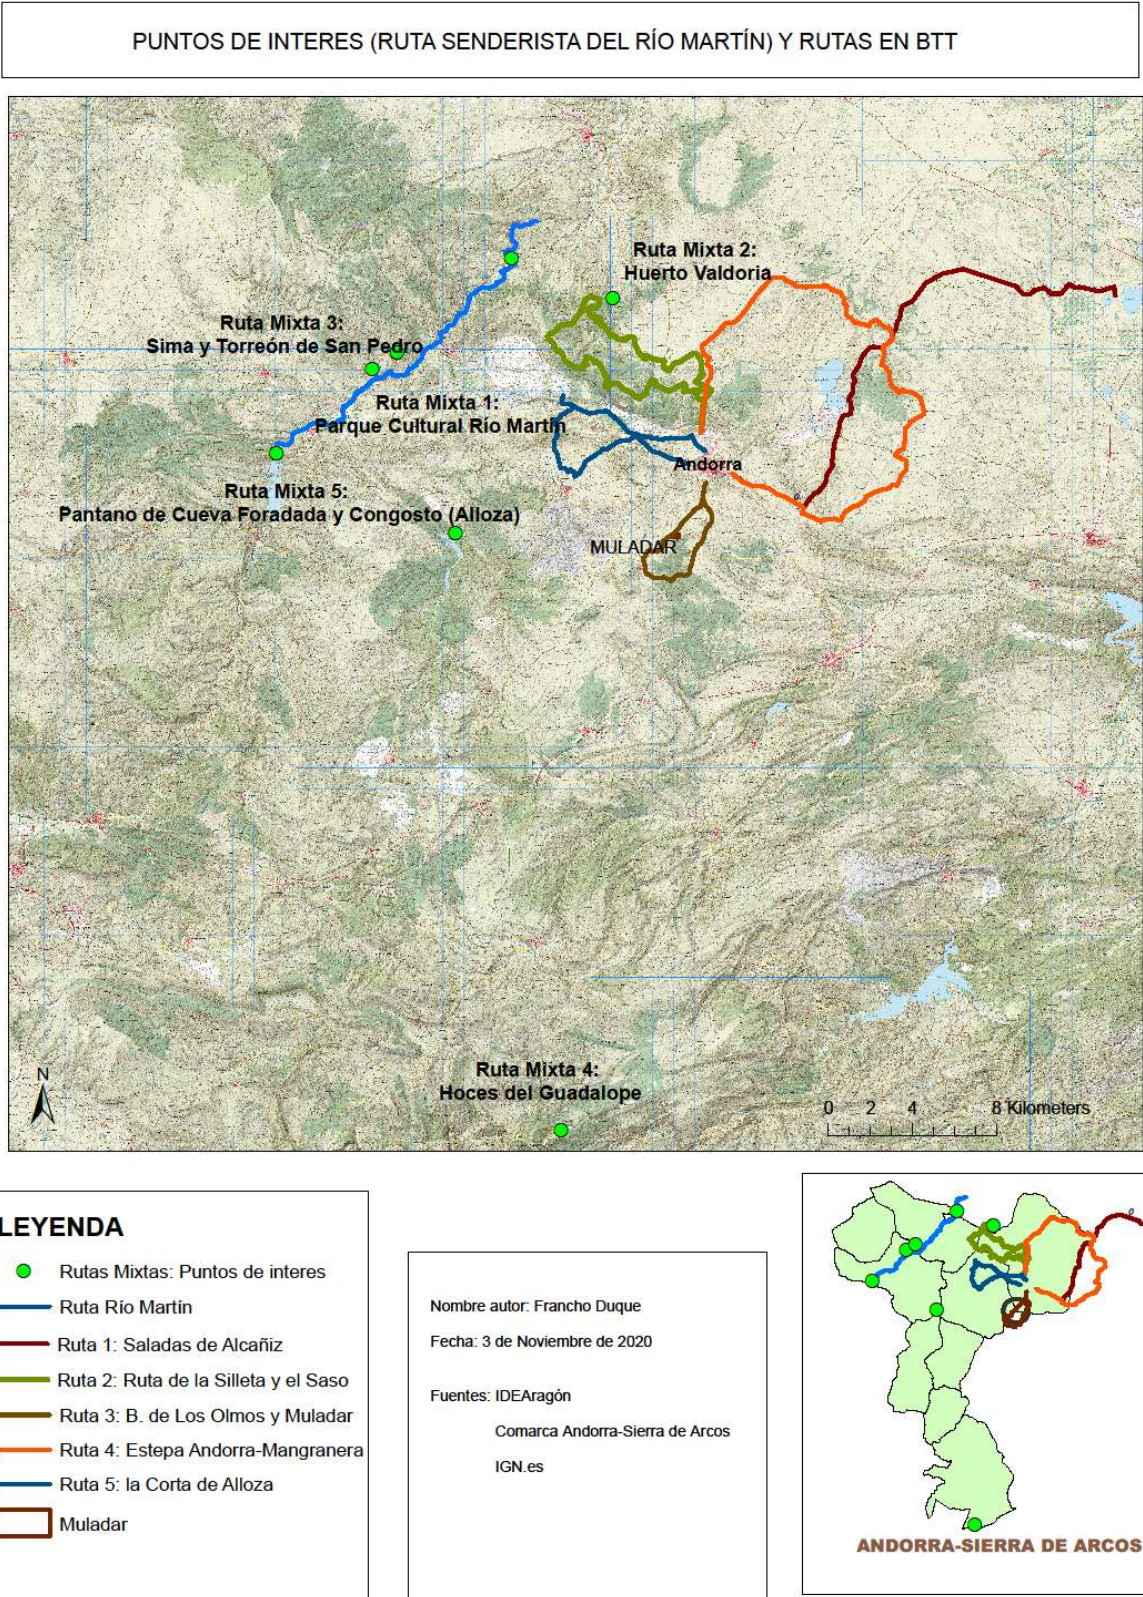 PUNTOS DE INTERES (RUTA SENDERISTA DEL RÍO MARTÍN) Y RUTAS EN BTT
Ruta Mixta 2:
Huerto Valdoria
Ruta Mixta 3:
Sima y Torreón de San Pedro
Ruta Mixta 1:
Parque Cultural Río Martín
Andorra
Ruta Mixta 5:
Pantano de Cueva Foradada y Congosto (Alloza)
MULADAR
Ruta Mixta 4:
Hoces del Guadalope
N
0 2 4 8 Kilometers
LEYENDA
Rutas Mixtas: Puntos de interes
Ruta Río Martín
Ruta 1: Saladas de Alcañiz
Ruta 2: Ruta de la Silleta y el Saso
Ruta 3: B. de Los Olmos y Muladar
Ruta 4: Estepa Andorra-Mangranera
Ruta 5: la Corta de Alloza
Muladar
Nombre autor: Francho Duque
Fecha: 3 de Noviembre de 2020
Fuentes: IDEAragón
Comarca Andorra-Sierra de Arcos
IGN.es
ANDORRA-SIERRA DE ARCOS